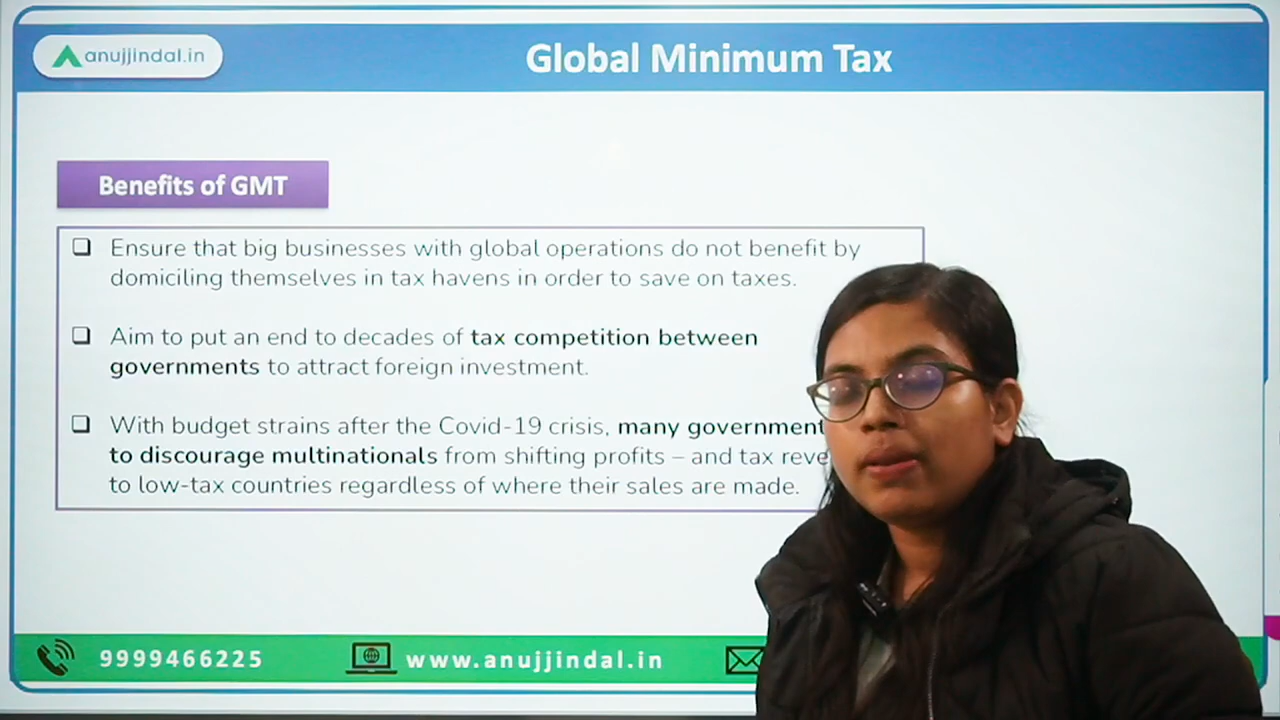 anujjindal.in
Global Minimum Tax
Benefits of GMT
Ensure that big businesses with global operations do not benefit by
domiciling themselves in tax havens in order to save on taxes.
Aim to put an end to decades of tax competition between
governments to attract foreign investment.
With budget strains after the Covid-19 crisis, many
to discourage multinationals from shifting profits – and tax
to low-tax countries regardless of where their sales are made.
9999466225
www.anujjindal.in